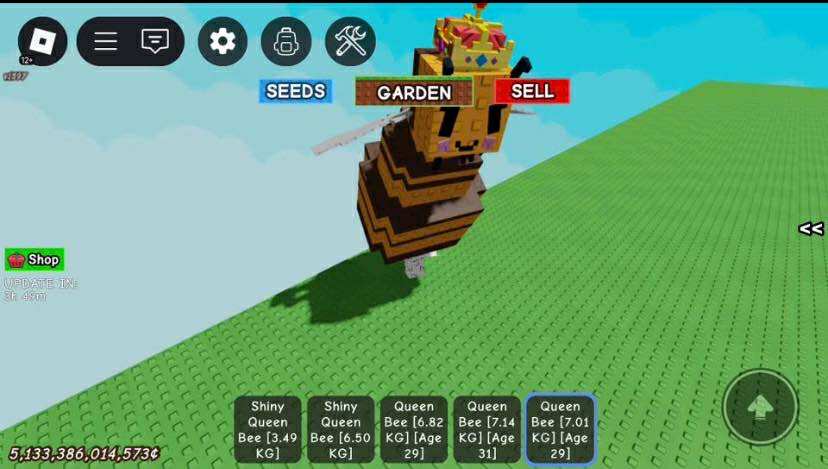 12+
v1397
SEEDS
GARDEN
SELL
<<
Shop
UPDATE IN:
3h 49m
Shiny
Queen
Bee [3.49
KG]
Shiny
Queen
Bee [6.50
KG]
Queen
Bee [6.82
KG] [Age
29]
Queen
Bee [7.14
KG] [Age
31]
Queen
Bee [7.01
KG] [Age
29]
5,133,386,014,573¢